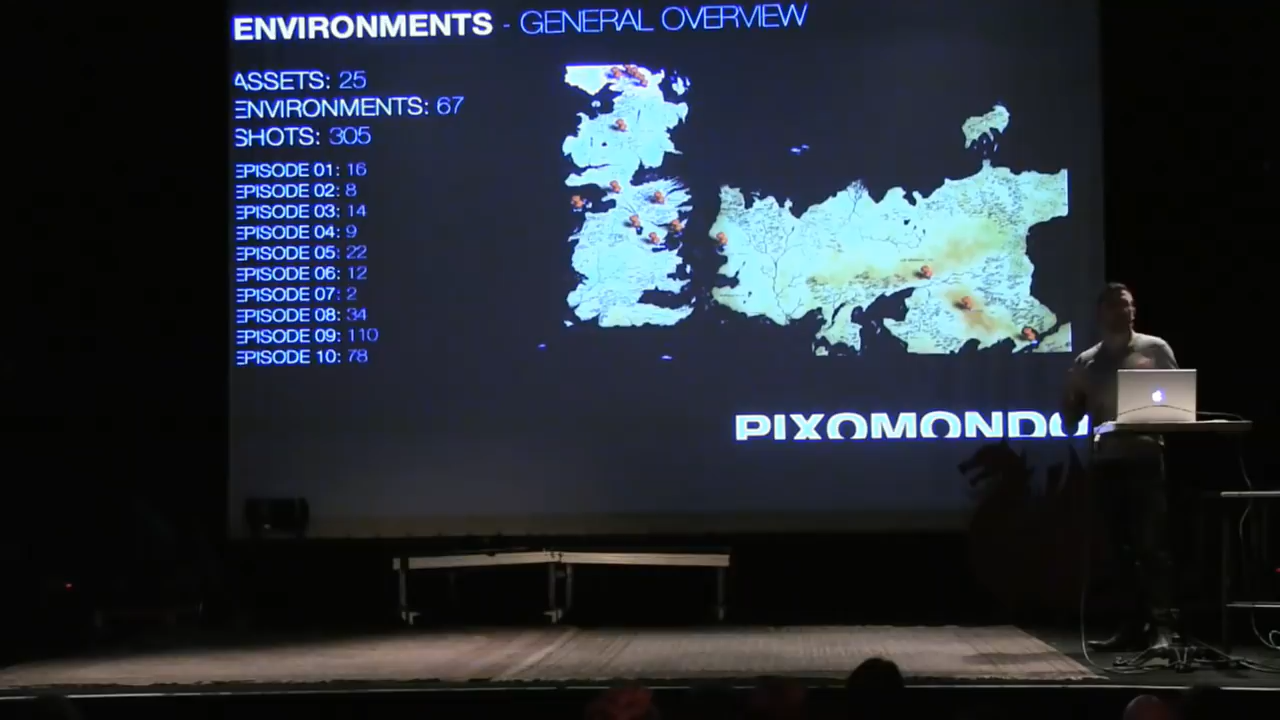 ENVIRONMENTS - GENERAL OVERVIEW
ASSETS: 25
ENVIRONMENTS: 67
SHOTS: 305
EPISODE 01: 16
EPISODE 02: 8
EPISODE 03: 14
EPISODE 04: 9
EPISODE 05: 22
EPISODE 06: 12
EPISODE 07: 2
EPISODE 08: 34
EPISODE 09: 110
EPISODE 10: 78
PIXOMONDO